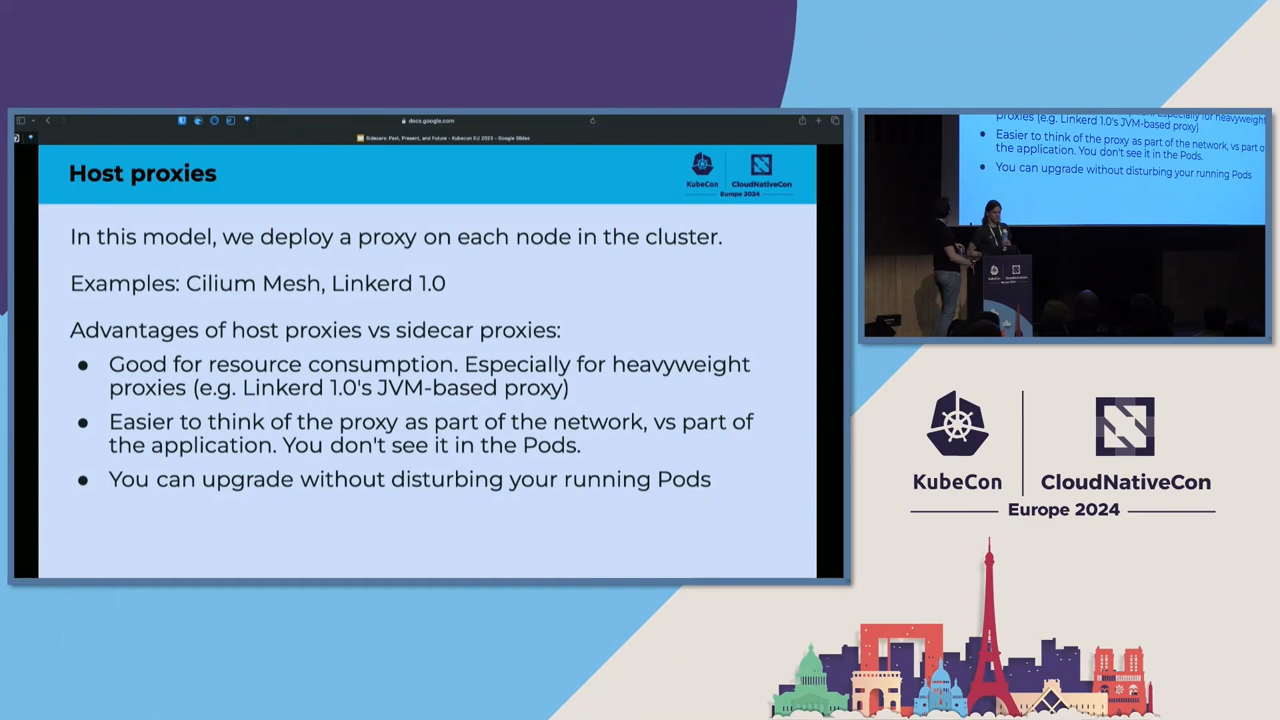 docs.google.com
Sidecars: Past, Present, and Future - Kubecon EU 2023 - Google Slides
Host proxies
KubeCon
CloudNativeCon
Europe 2024
In this model, we deploy a proxy on each node in the cluster.
Examples: Cilium Mesh, Linkerd 1.0
Advantages of host proxies vs sidecar proxies:
● Good for resource consumption. Especially for heavyweight
proxies (e.g. Linkerd 1.0's JVM-based proxy)
● Easier to think of the proxy as part of the network, vs part of
the application. You don't see it in the Pods.
● You can upgrade without disturbing your running Pods
proxies (e.g. Linkerd 1.0's JVM-based proxy)
● Easier to think of the proxy as part of the network, vs part o
the application. You don't see it in the Pods.
● You can upgrade without disturbing your running Pods
KubeCon
CloudNativeCon
Europe 2024